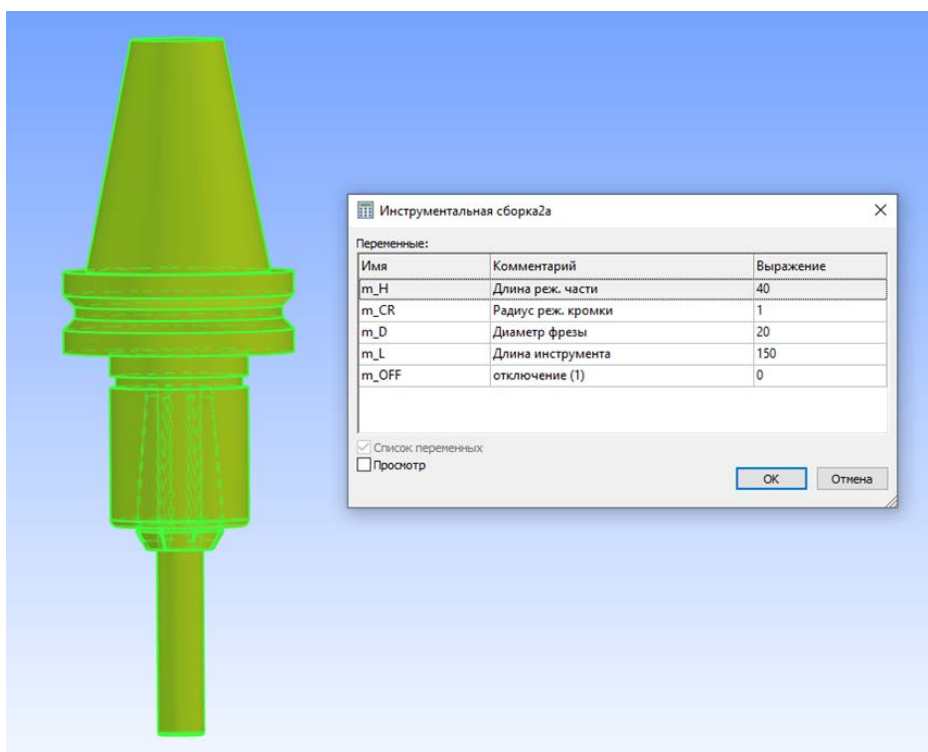 Инструментальная сборка2а
Переменные:
Имя Комментарий Выражение
m_H Длина реж. части 40
m_CR Радиус реж. кромки 1
m_D Диаметр фрезы 20
m_L Длина инструмента 150
m_OFF отключение (1) 0
Список переменных
Просмотр
OK Отмена